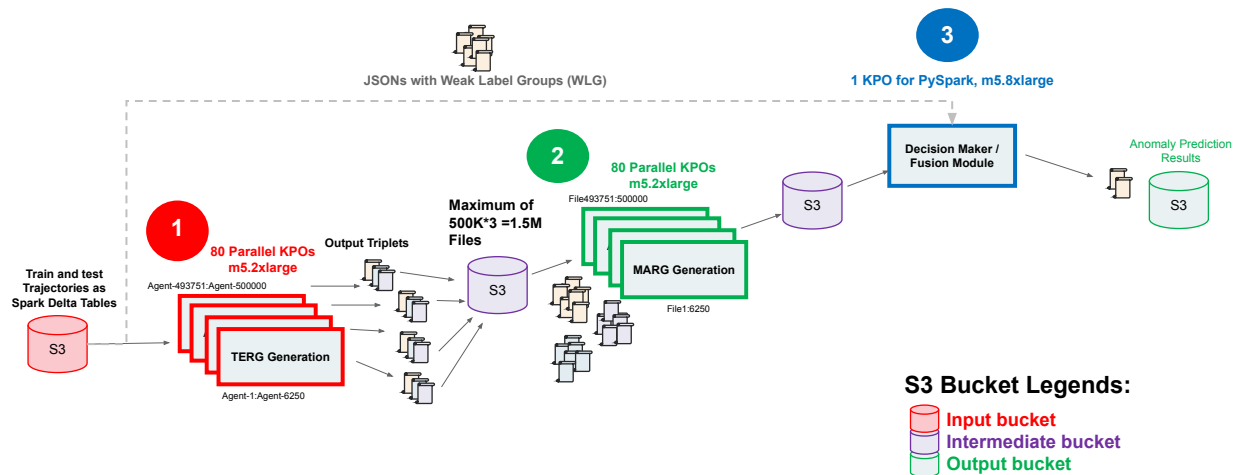 3
JSONs with Weak Label Groups (WLG)
1 KPO for PySpark, m5.8xlarge
2
80 Parallel KPOs
m5.2xlarge
Decision Maker /
Fusion Module
Anomaly Prediction
Results
S3
File493751:500000
Maximum of
500K*3 =1.5M
Files
S3
1
80 Parallel KPOs
m5.2xlarge
Output Triplets
S3
MARG Generation
File1:6250
Train and test
Trajectories as
Spark Delta Tables
Agent-493751:Agent-500000
S3
TERG Generation
Agent-1:Agent-6250
S3 Bucket Legends:
Input bucket
Intermediate bucket
Output bucket